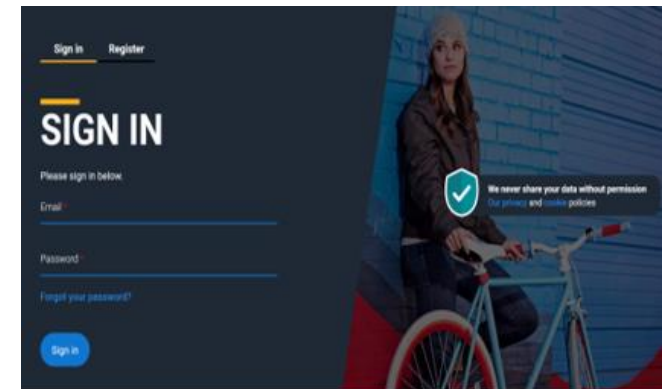 Sign in Register
SIGN IN
Please sign in below.
Email *
Password *
Forgot your password?
Sign in
We never share your data without permission
Our privacy and cookie policies